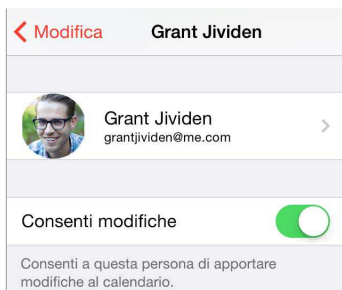 Modifica Grant Jividen
Grant Jividen
grantjividen@me.com
Consenti modifiche
Consenti a questa persona di apportare
modifiche al calendario.